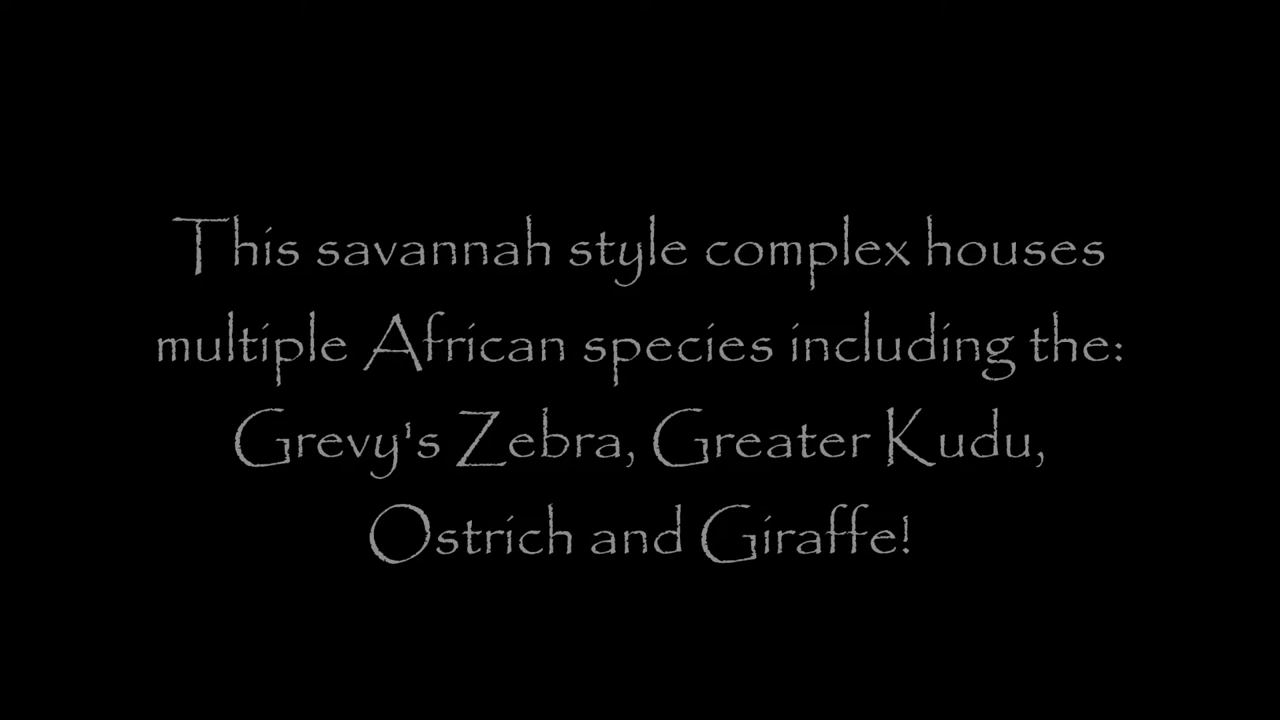 This savannah style complex houses
multiple African species including the:
Grevy's Zebra, Greater Kudu,
Ostrich and Giraffe!